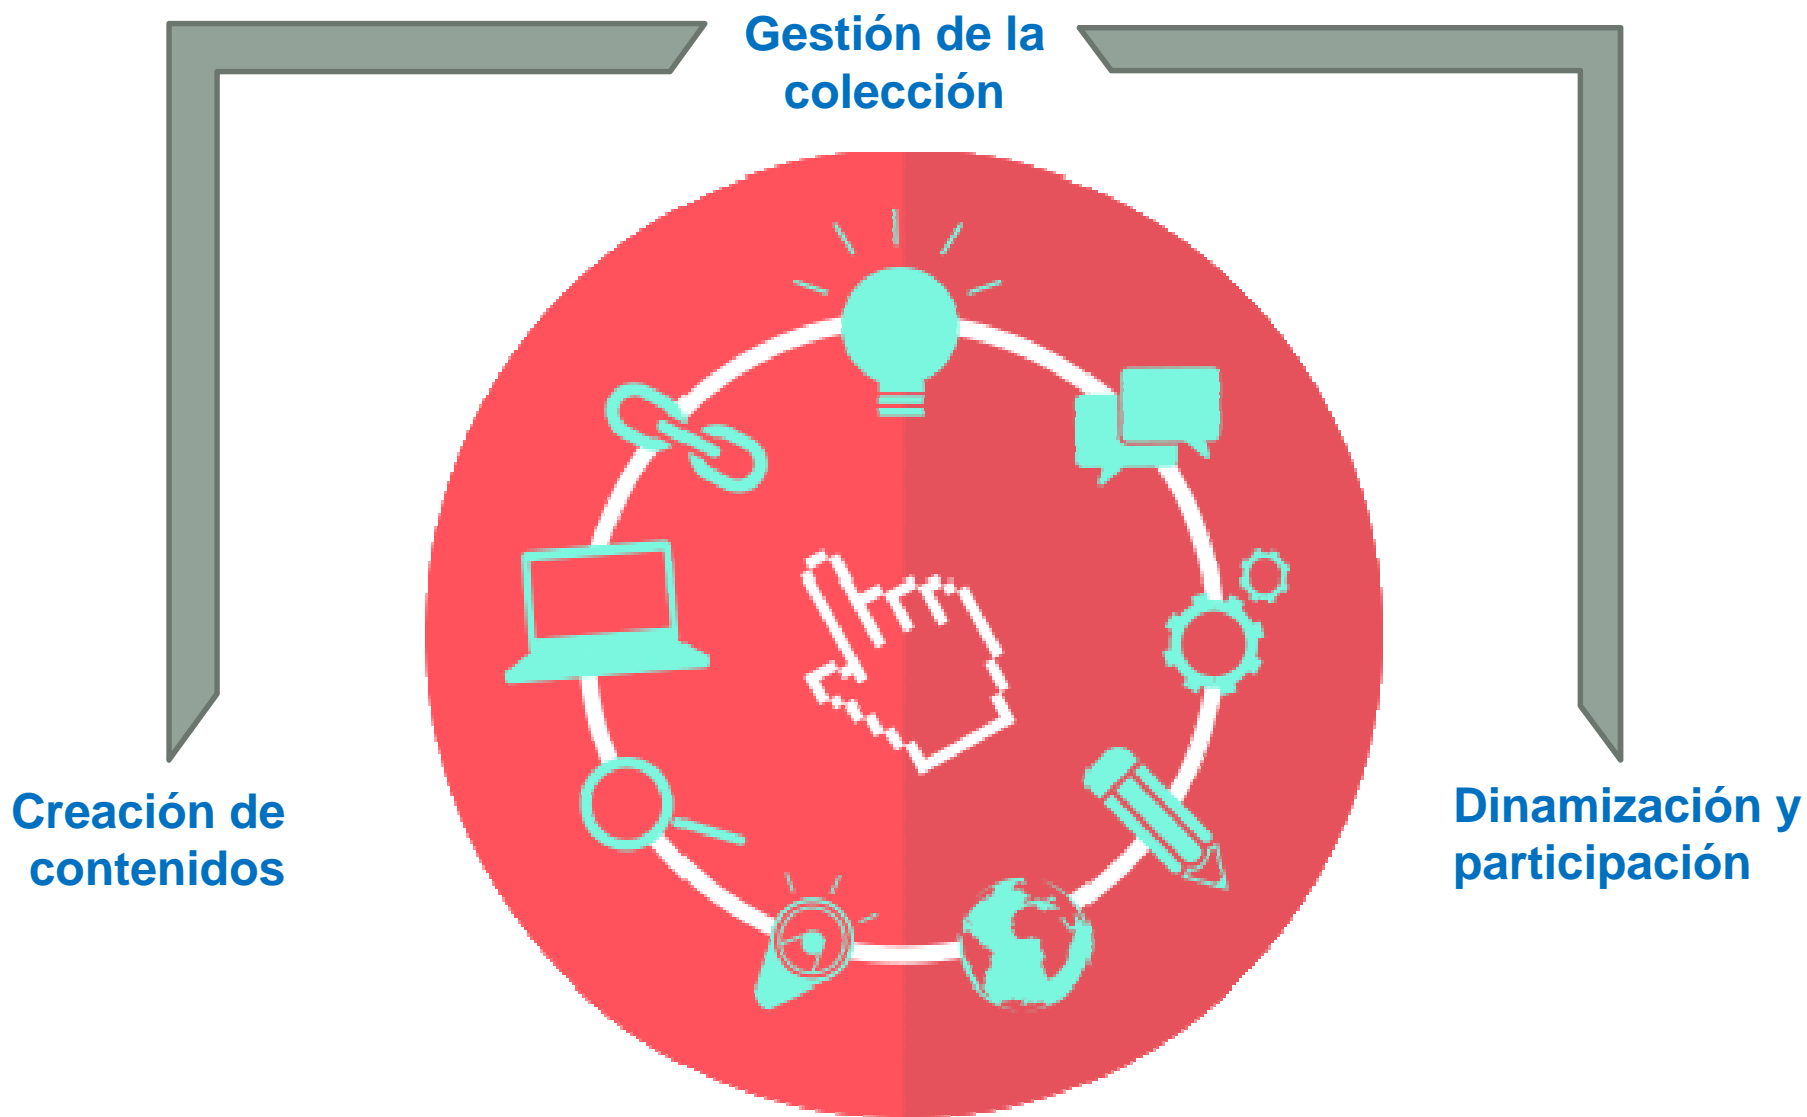 Gestión de la
colección
Creación de
contenidos
Dinamización y
participación